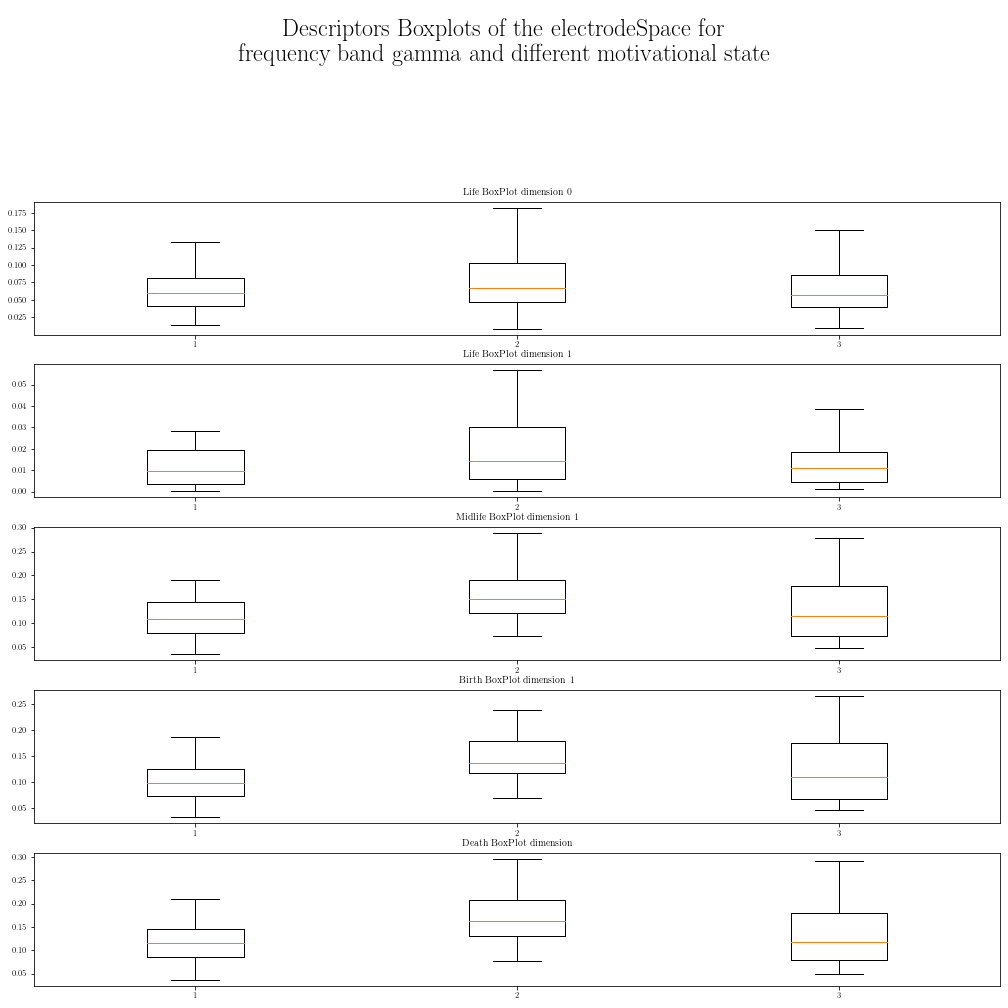 Descriptors Boxplots of the electrodeSpace for
frequency band gamma and different motivational state
Life BoxPlot dimension 0
0.175
0.150
0.125
0.100
0.075
0.050
0.025
1 2 3
Life BoxPlot dimension 1
0.05
0.04
0.03
0.02
0.01
0.00
1 2 3
Midlife BoxPlot dimension 1
0.30
0.25
0.20
0.15
0.10
0.05
1 2 3
Birth BoxPlot dimension 1
0.25
0.20
0.15
0.10
0.05
1 2 3
Death BoxPlot dimension
0.30
0.25
0.20
0.15
0.10
0.05
1 2 3